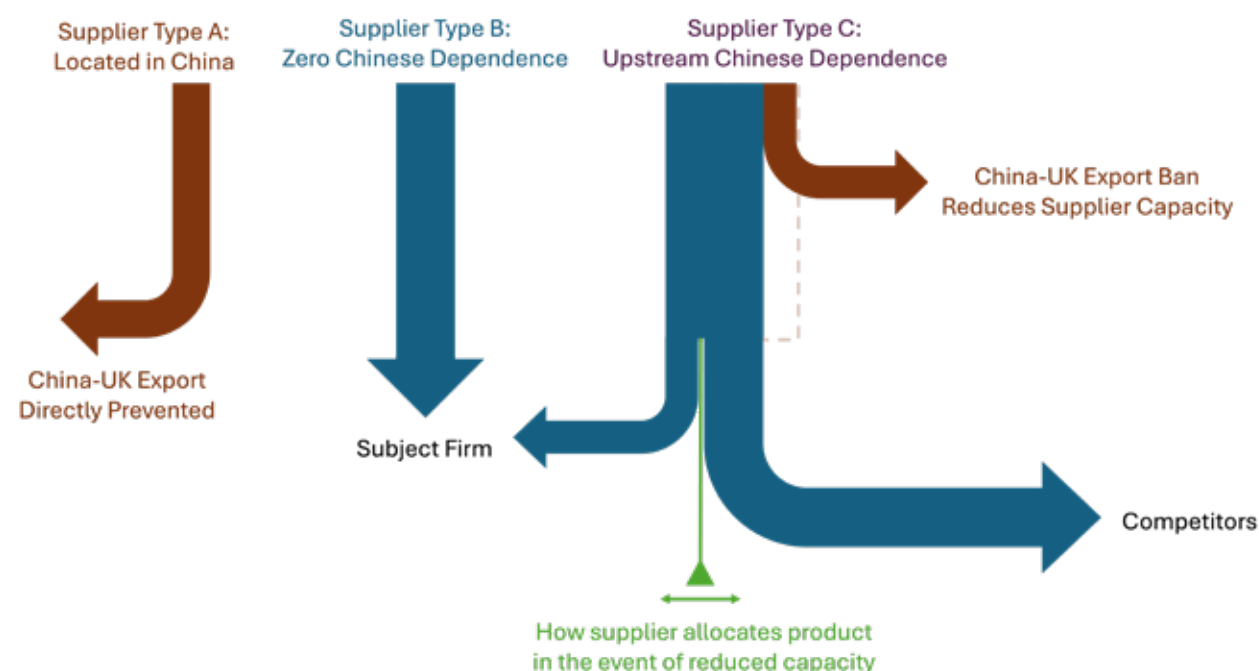 Supplier Type A:
Located in China
Supplier Type B:
Zero Chinese Dependence
Supplier Type C:
Upstream Chinese Dependence
China-UK Export Ban
Reduces Supplier Capacity
China-UK Export
Directly Prevented
Subject Firm
Competitors
How supplier allocates product
in the event of reduced capacity